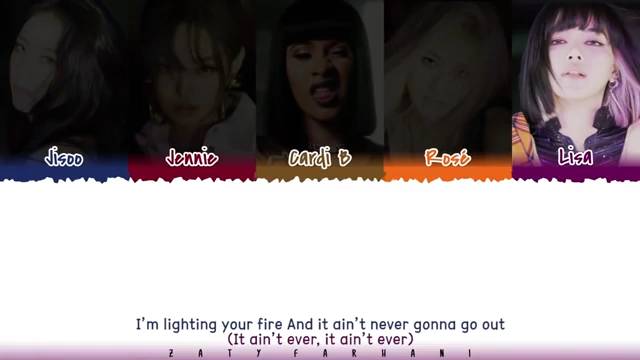 Jisoo
Jennie
Cardi B
Rosé
Lisa
I'm lighting your fire And it ain't never gonna go out
(It ain't ever, it ain't ever)
ZATYFARHANI